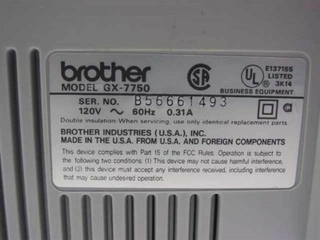 brother
MODEL GX-7750
SER. NO. B56661493
120V ~ 60Hz 0.31A
E137165
UL LISTED
3K14
BUSINESS EQUIPMENT
Double insulation-When servicing, use only identical replacement parts.
BROTHER INDUSTRIES (U.S.A.), INC.
MADE IN THE U.S.A. FROM U.S.A. AND FOREIGN COMPONENTS
This device complies with Part 15 of the FCC Rules. Operation is subject to
the following two conditions: (1) This device may not cause harmful interference,
and (2) this device must accept any interference received, including interference
that may cause undesired operation.